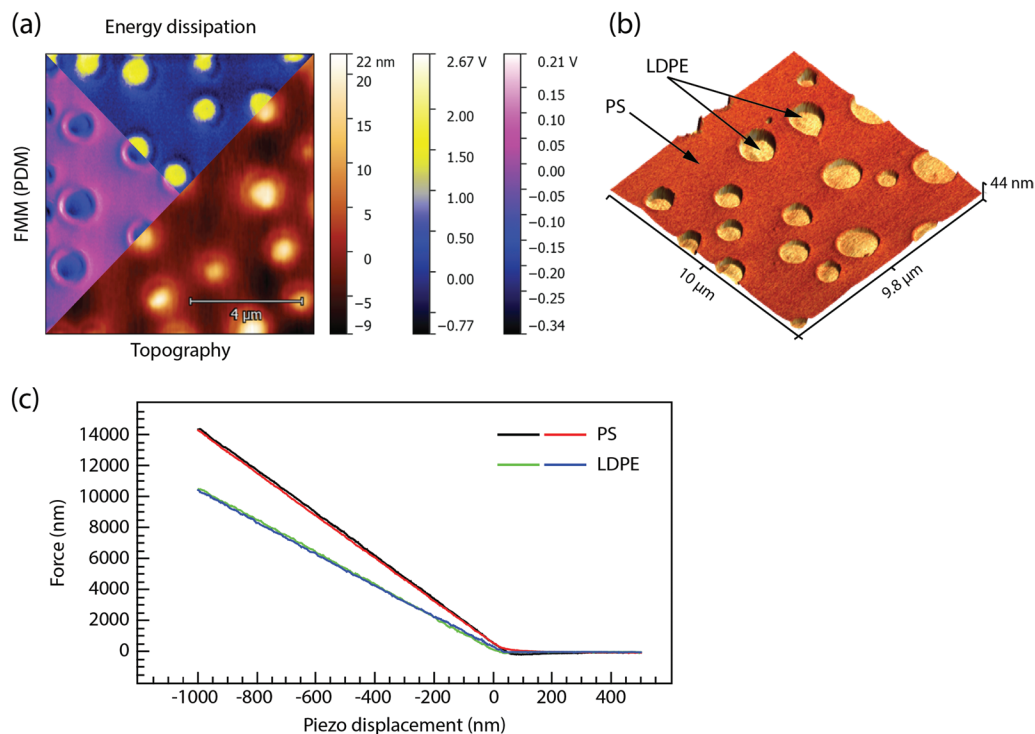 (a)
Energy dissipation
FMM (PDM)
Topography
4 µm
22 nm
20
15
10
5
0
−5
−9
2.67 V
2.00
1.50
1.00
0.50
0.00
−0.77
0.21 V
0.15
0.10
0.05
0.00
−0.05
−0.10
−0.15
−0.20
−0.25
−0.34
(b)
LDPE
PS
44 nm
10 µm
9.8 µm
(c)
Force (nm)
14000
12000
10000
8000
6000
4000
2000
0
PS
LDPE
-1000 -800 -600 -400 -200 0 200 400
Piezo displacement (nm)